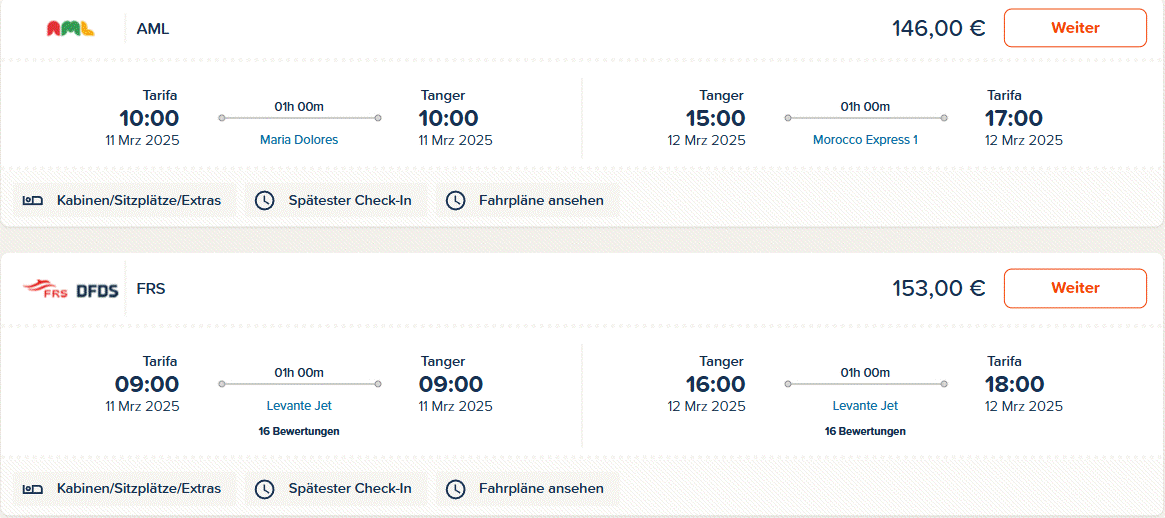 AML AML 146,00 € Weiter
Tarifa 01h 00m Tanger Tanger 01h 00m Tarifa
10:00 10:00 15:00 17:00
11 Mrz 2025 Maria Dolores 11 Mrz 2025 12 Mrz 2025 Morocco Express 1 12 Mrz 2025
Kabinen/Sitzplätze/Extras Spätester Check-In Fahrpläne ansehen
FRS DFDS FRS 153,00 € Weiter
Tarifa 01h 00m Tanger Tanger 01h 00m Tarifa
09:00 09:00 16:00 18:00
11 Mrz 2025 Levante Jet 11 Mrz 2025 12 Mrz 2025 Levante Jet 12 Mrz 2025
16 Bewertungen 16 Bewertungen
Kabinen/Sitzplätze/Extras Spätester Check-In Fahrpläne ansehen